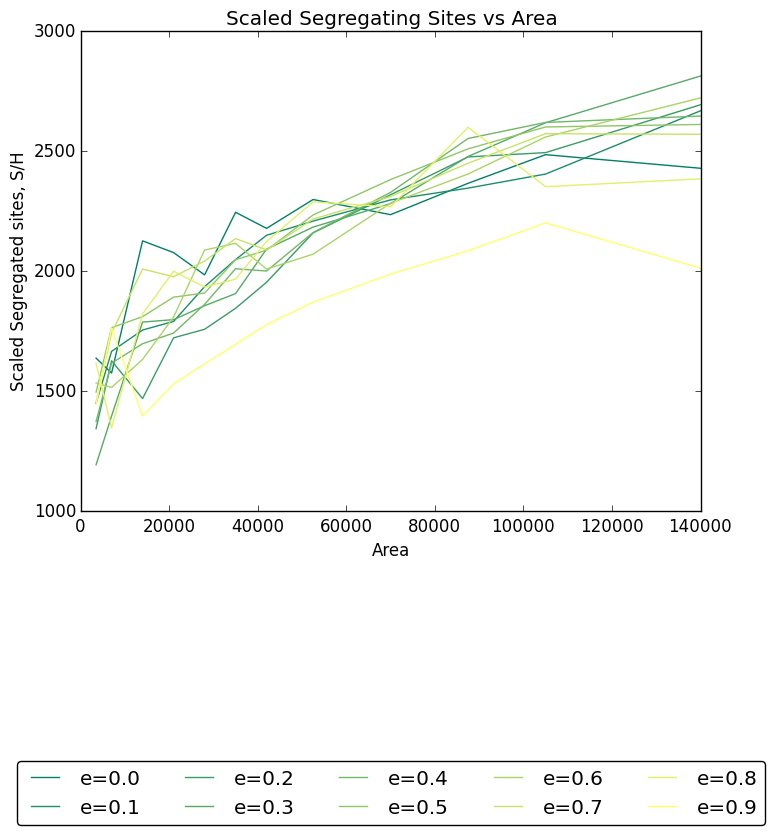 Scaled Segregating Sites vs Area
3000
2500
2000
1500
1000
Scaled Segregated sites, S/H
0 20000 40000 60000 80000 100000 120000 140000
Area
e=0.0 e=0.2 e=0.4 e=0.6 e=0.8
e=0.1 e=0.3 e=0.5 e=0.7 e=0.9